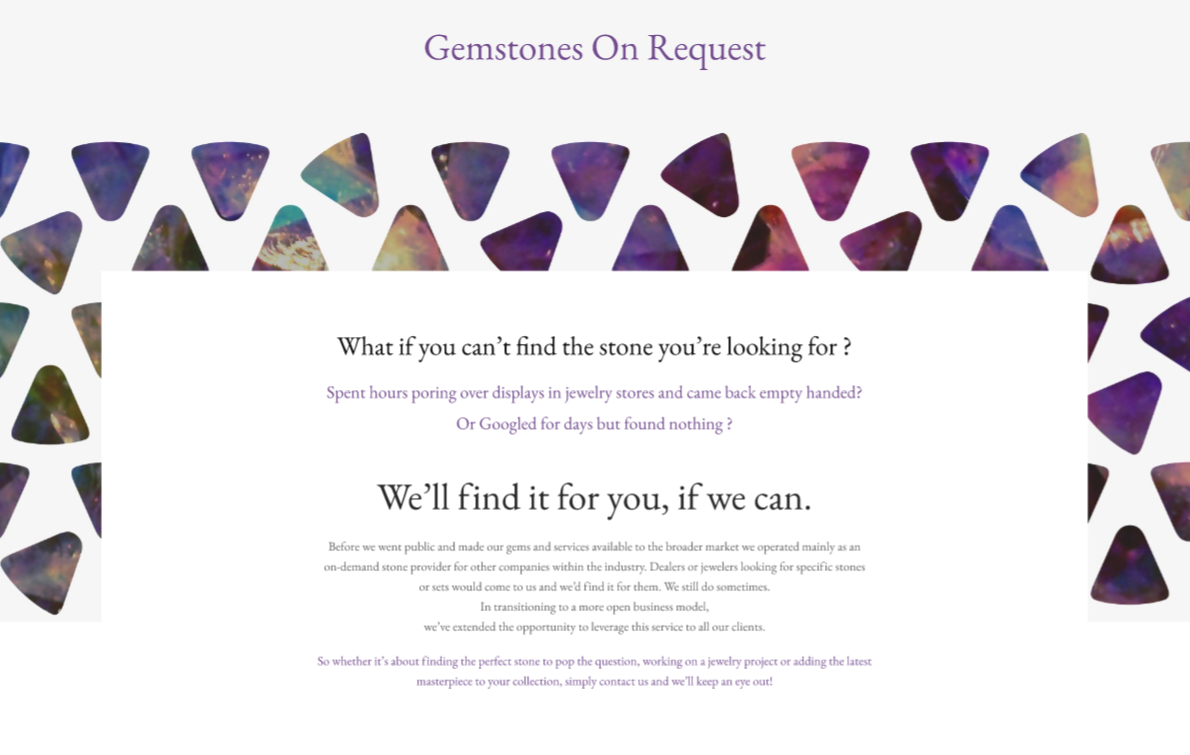 Gemstones On Request
What if you can't find the stone you're looking for ?
Spent hours poring over displays in jewelry stores and came back empty handed?
Or Googled for days but found nothing ?
We'll find it for you, if we can.
Before we went public and made our gems and services available to the broader market we operated mainly as an
on-demand stone provider for other companies within the industry. Dealers or jewelers looking for specific stones
or sets would come to us and we'd find it for them. We still do sometimes.
In transitioning to a more open business model,
we've extended the opportunity to leverage this service to all our clients.
So whether it's about finding the perfect stone to pop the question, working on a jewelry project or adding the latest
masterpiece to your collection, simply contact us and we'll keep an eye out!